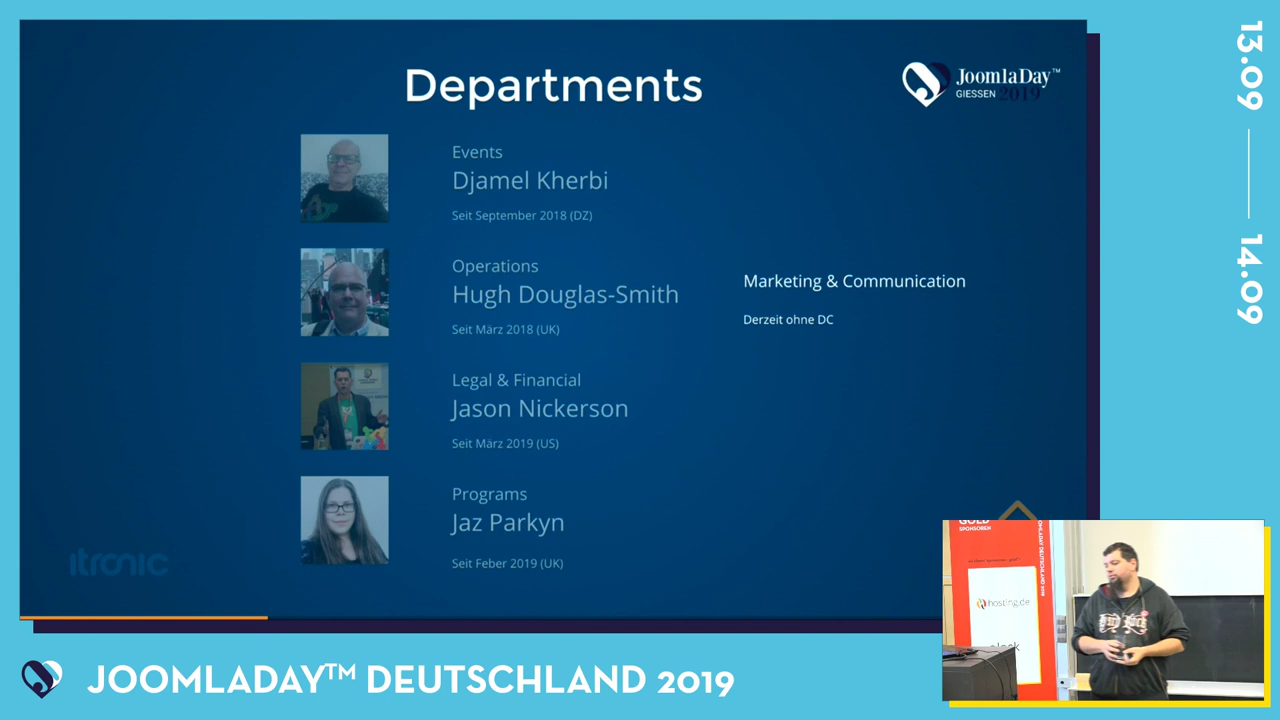 Departments
JoomlaDay™
GIESSEN 2019
Events
Djamel Kherbi
Seit September 2018 (DZ)
Operations
Hugh Douglas-Smith
Seit März 2018 (UK)
Legal & Financial
Jason Nickerson
Seit März 2019 (US)
Programs
Jaz Parkyn
Seit Feber 2019 (UK)
Marketing & Communication
Derzeit ohne DC
itronic
13.09
14.09
GOLD
SPONSOREN
hosting.de
JOOMLADAY™ DEUTSCHLAND 2019